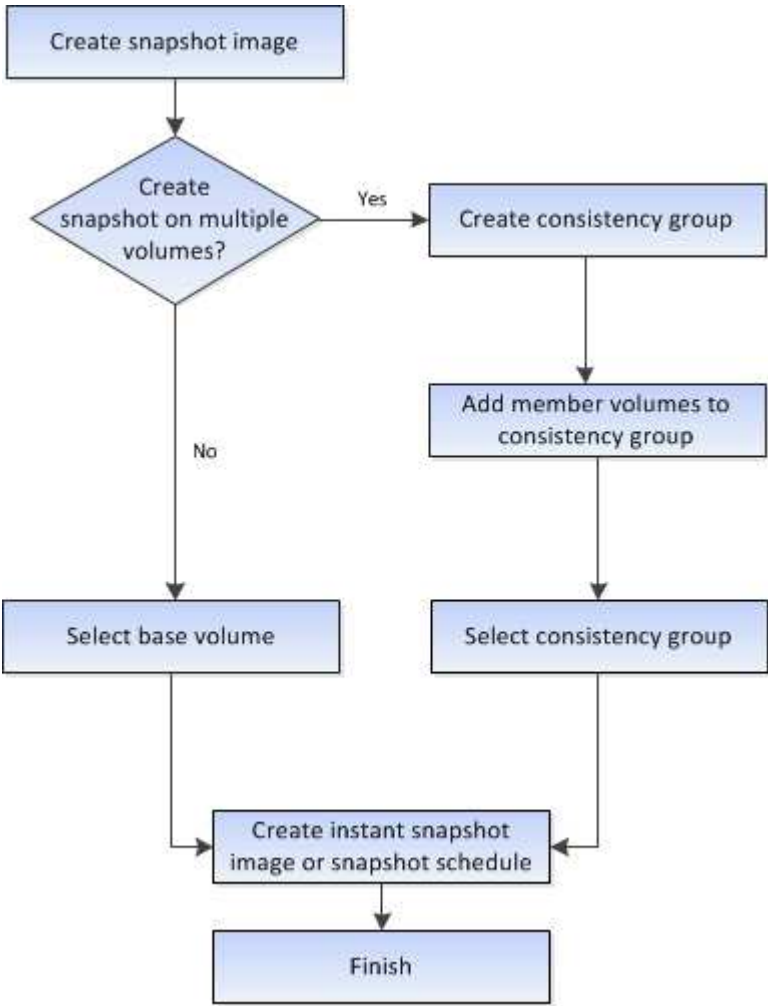 Create snapshot image
Create
snapshot on multiple
volumes?
Yes
Create consistency group
Add member volumes to
consistency group
No
Select base volume
Select consistency group
Create instant snapshot
image or snapshot schedule
Finish